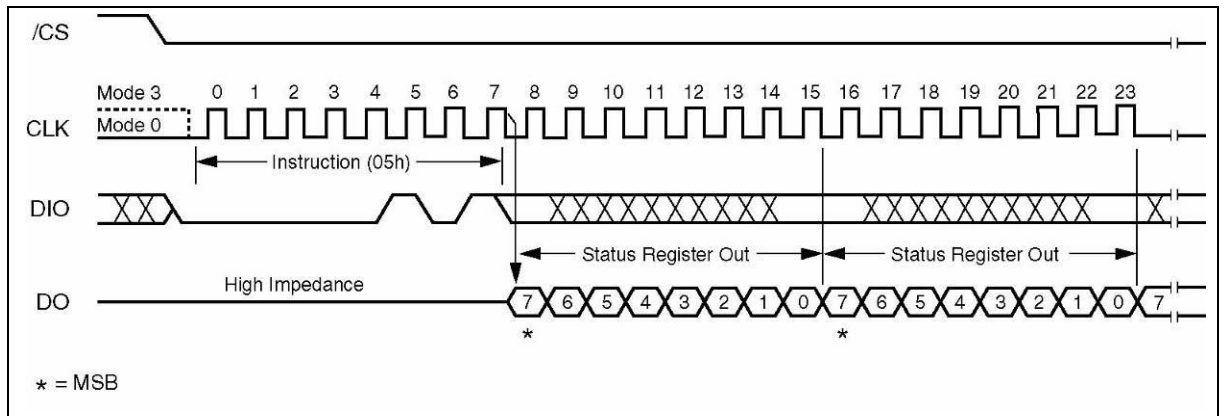 /CS
Mode 3 0 1 2 3 4 5 6 7 8 9 10 11 12 13 14 15 16 17 18 19 20 21 22 23
CLK Mode 0
Instruction (05h)
DIO
Status Register Out Status Register Out
High Impedance
DO 7 6 5 4 3 2 1 0 7 6 5 4 3 2 1 0 7
* *
* = MSB